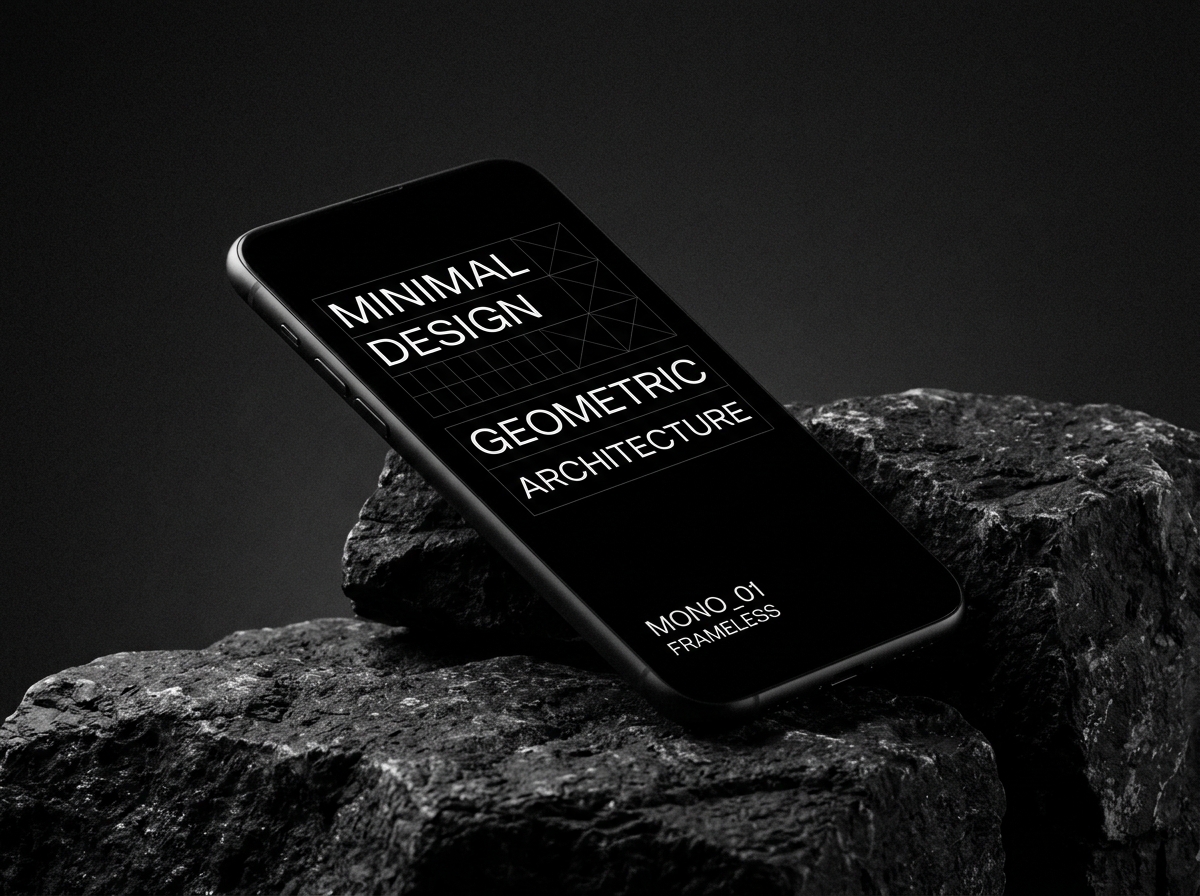 MINIMAL
DESIGN
GEOMETRIC
ARCHITECTURE
MONO_01
FRAMELESS